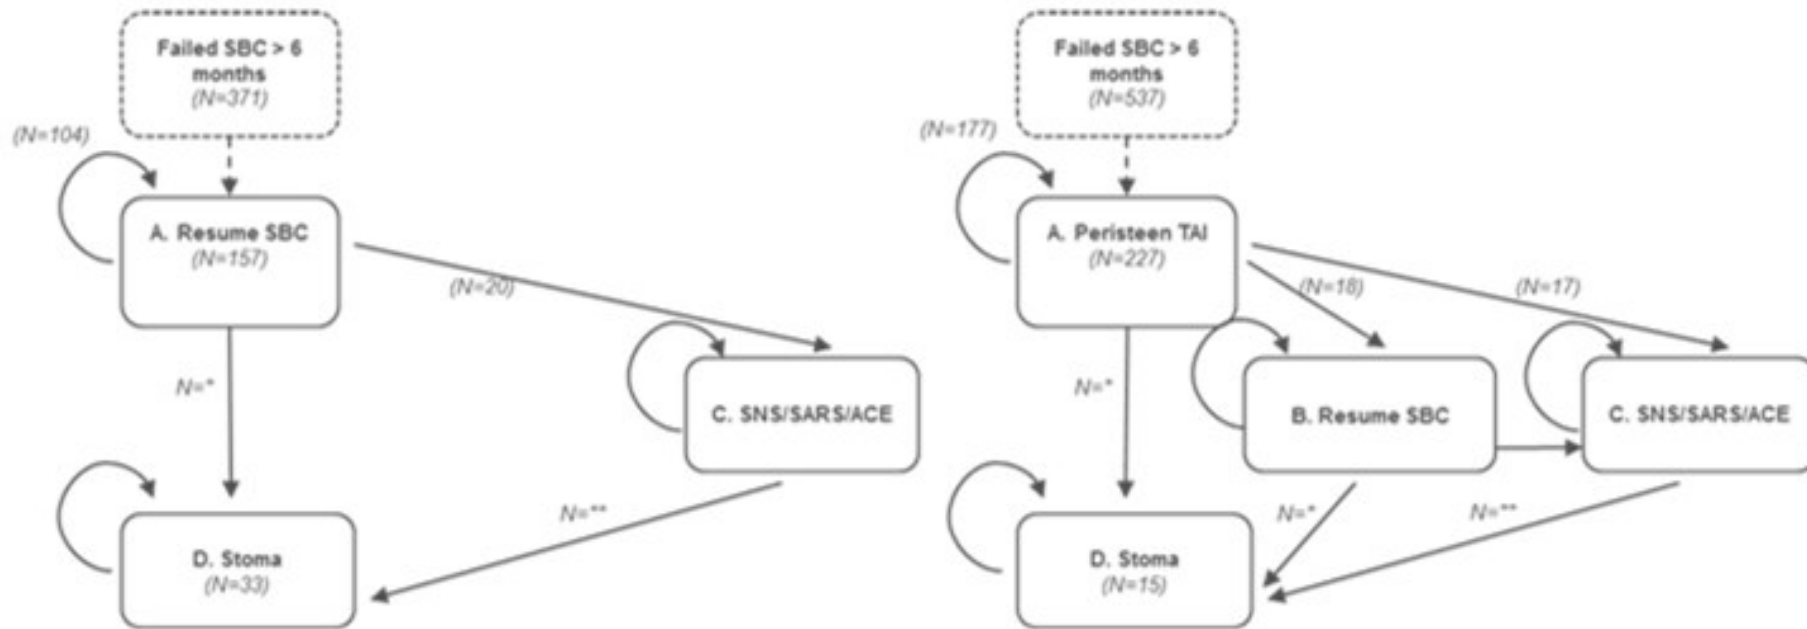 Failed SBC > 6
months
(N=371)
(N=104)
A. Resume SBC
(N=157)
(N=20)
N=*
C. SNS/SARS/ACE
N=**
D. Stoma
(N=33)
Failed SBC > 6
months
(N=537)
(N=177)
A. Peristeen TAI
(N=227)
(N=18)
(N=17)
N=*
B. Resume SBC
C. SNS/SARS/ACE
N=*
N=**
D. Stoma
(N=15)